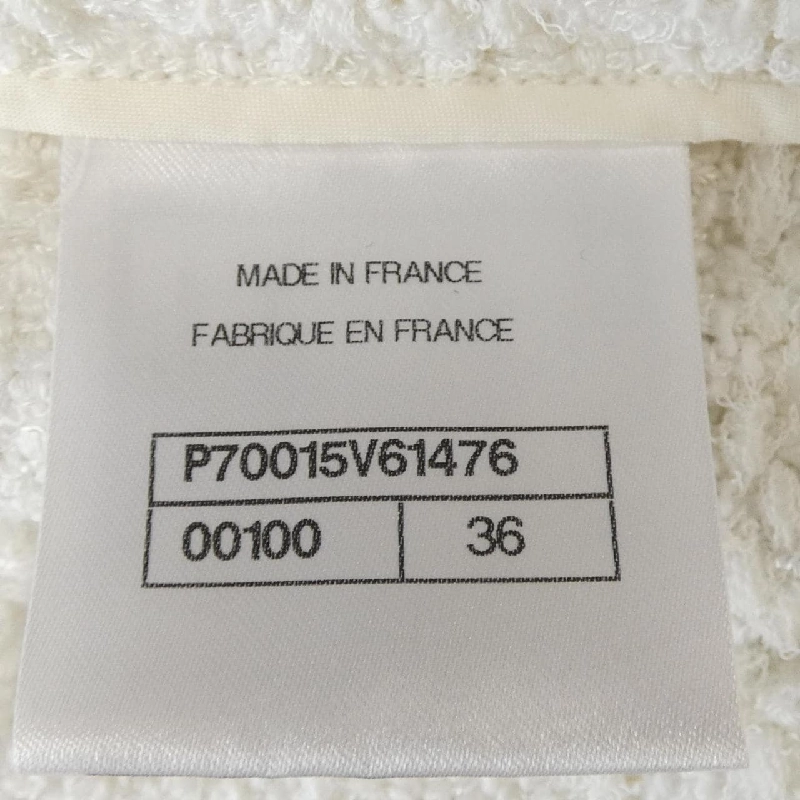 MADE IN FRANCE
FABRIQUE EN FRANCE
P70015V61476
00100 36